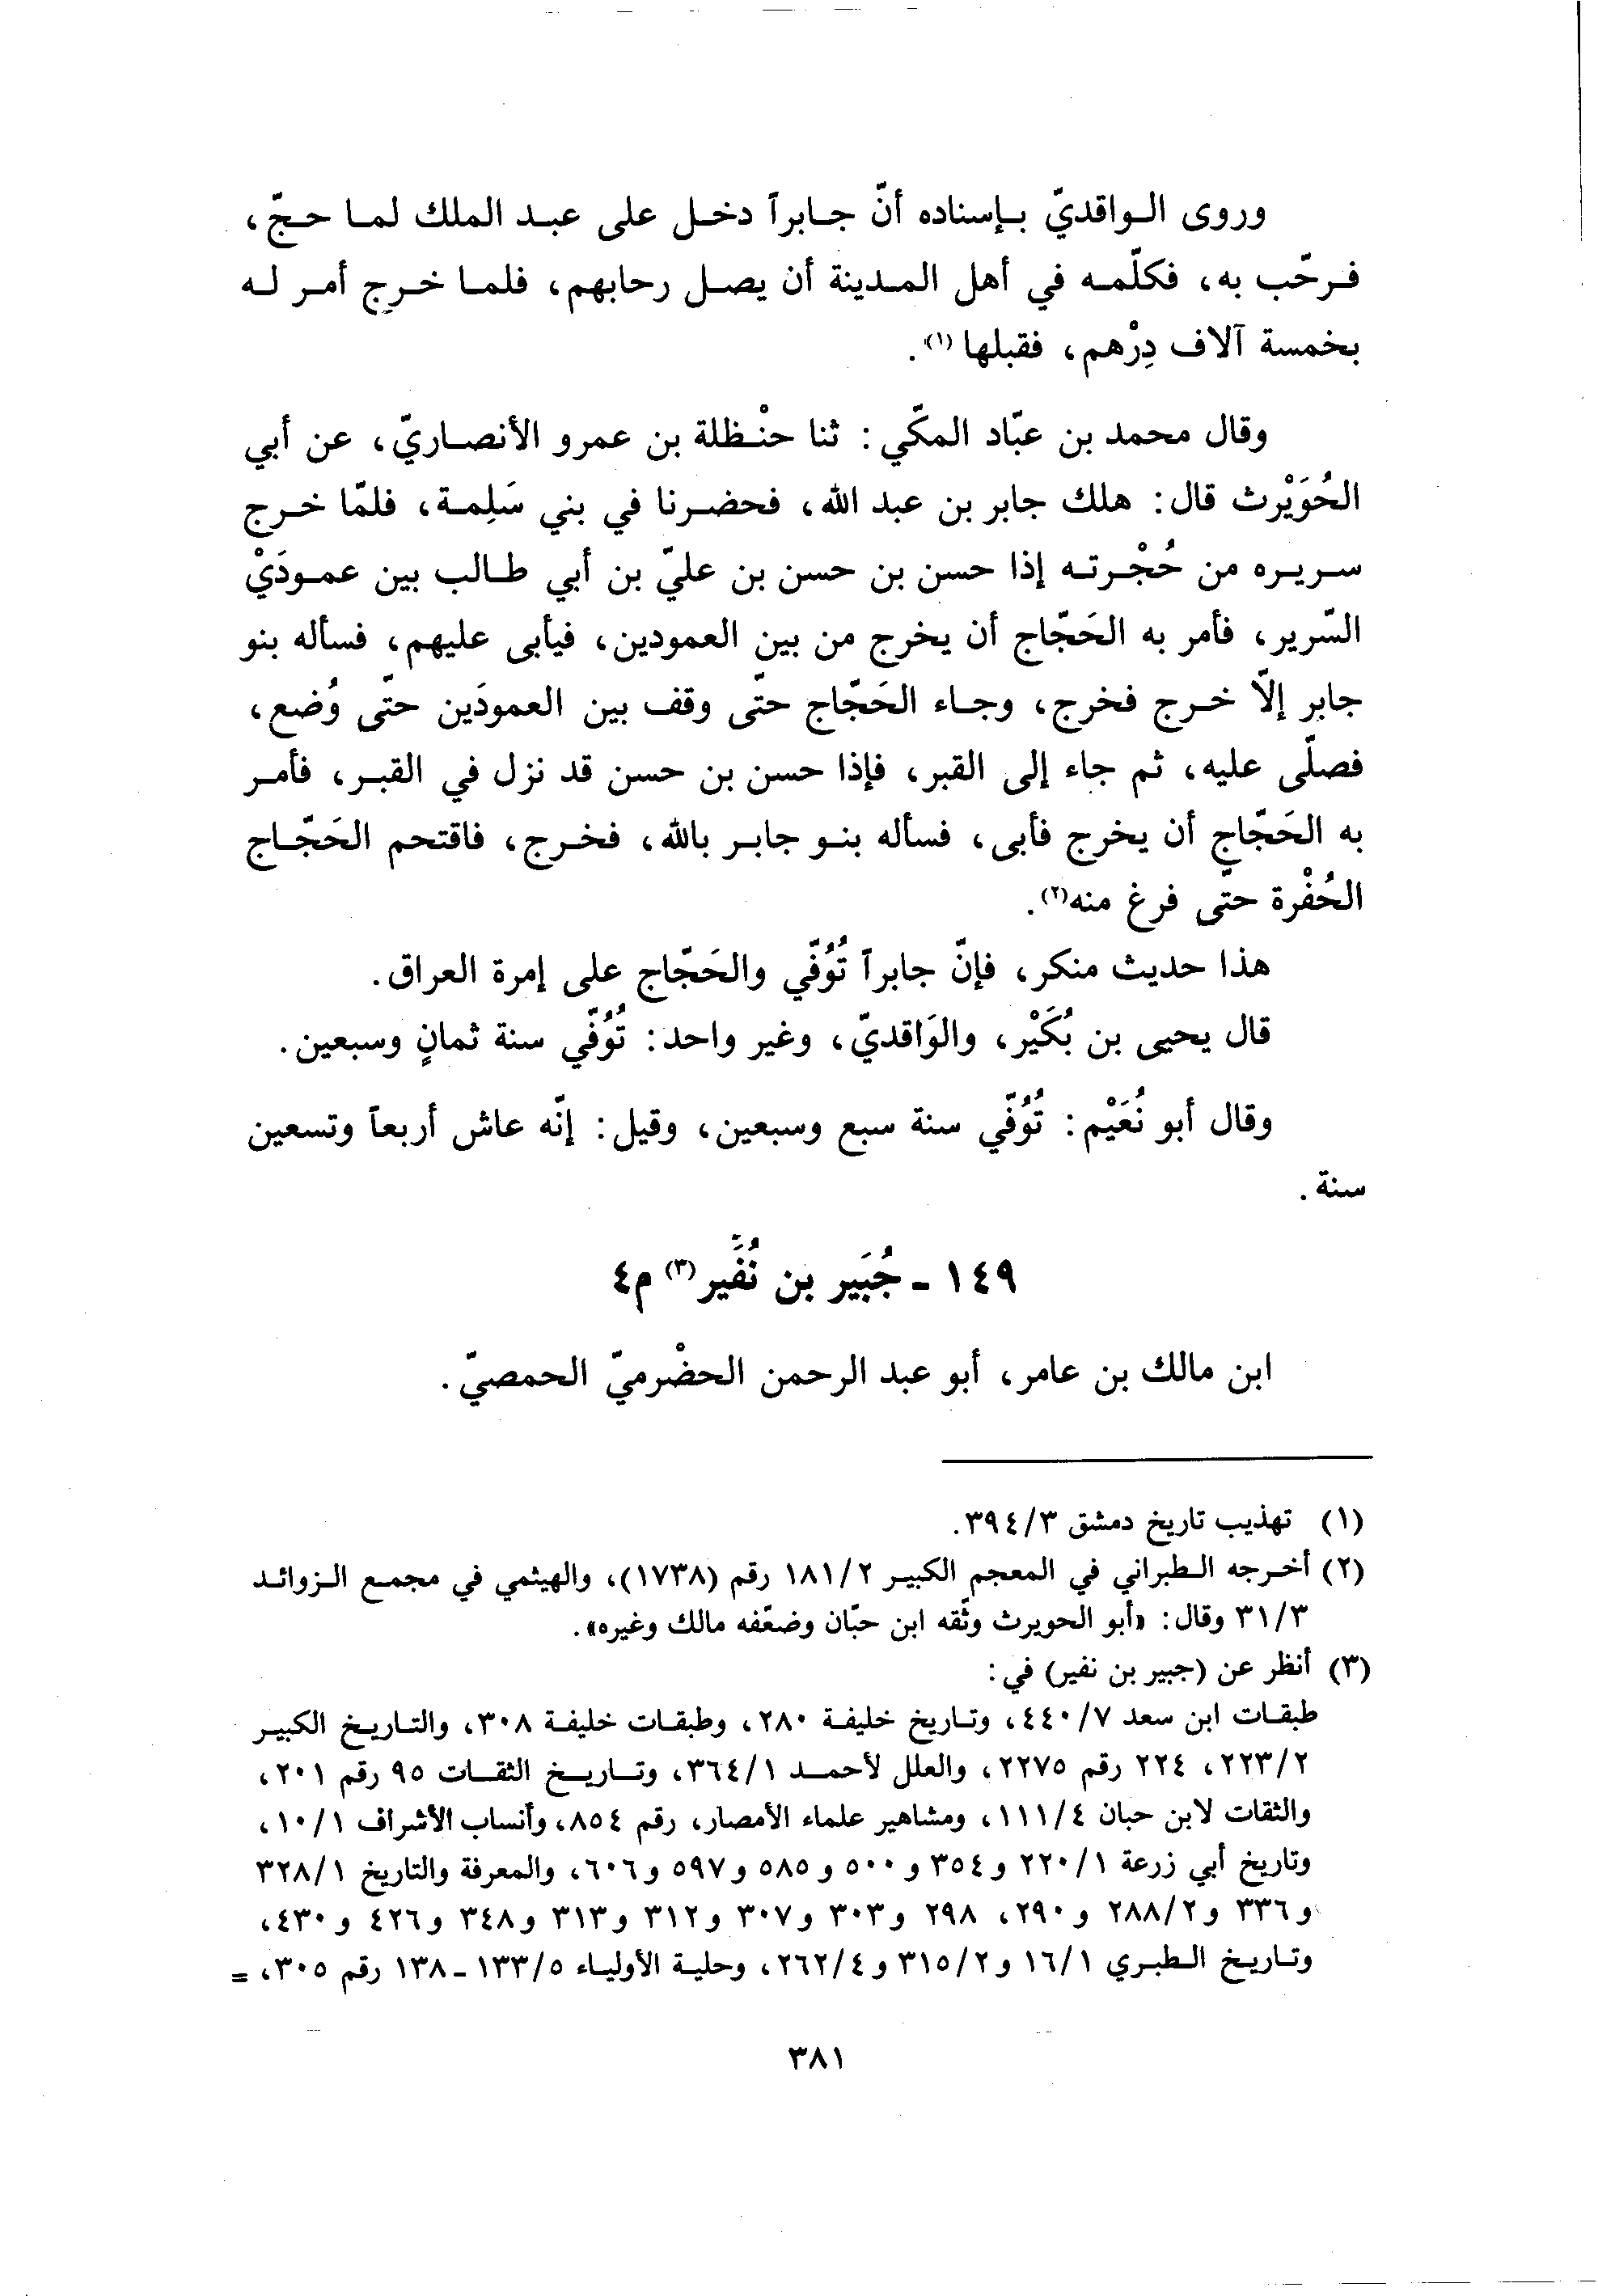 وروى الواقديّ بإسناده أنّ جابراً دخل على عبد الملك لما حجّ،
فرحّب به، فكلّمه في أهل المدينة أن يصل رحابهم، فلما خرج أمر له
بخمسة آلاف دِرْهم، فقبلها(١).
وقال محمد بن عبّاد المكّي: ثنا حنْظلة بن عمرو الأنصاريّ، عن أبي
الحُوَيْرث قال: هلك جابر بن عبد الله، فحضرنا في بني سَلِمة، فلمّا خرج
سريره من حُجْرته إذا حسن بن حسن بن عليّ بن أبي طالب بين عمودَيْ
السّرير، فأمر به الحَجّاج أن يخرج من بين العمودين، فيأبى عليهم، فسأله بنو
جابر إلّا خرج فخرج، وجاء الحَجّاج حتّى وقف بين العمودَين حتّى وُضع،
فصلّى عليه، ثم جاء إلى القبر، فإذا حسن بن حسن قد نزل في القبر، فأمر
به الحَجّاج أن يخرج فأبى، فسأله بنو جابر بالله، فخرج، فاقتحم الحَجّاج
الحُفْرة حتّى فرغ منه(٢).
هذا حديث منكر، فإنّ جابراً تُوُفّي والحَجّاج على إمرة العراق.
قال يحيى بن بُكَيْر، والوَاقديّ، وغير واحد: تُوُفّي سنة ثمانٍ وسبعين.
وقال أبو نُعَيْم: تُوُفّي سنة سبع وسبعين، وقيل: إنّه عاش أربعاً وتسعين
سنة.
١٤٩ - جُبَير بن نُفَير(٣) م٤
ابن مالك بن عامر، أبو عبد الرحمن الحضْرميّ الحمصيّ.
(١) تهذيب تاريخ دمشق ٣٩٤/٣.
(٢) أخرجه الطبراني في المعجم الكبير ١٨١/٢ رقم (١٧٣٨)، والهيثمي في مجمع الزوائد
٣١/٣ وقال: «أبو الحويرث وثّقه ابن حبّان وضعّفه مالك وغيره».
(٣) أنظر عن (جبير بن نفير) في:
طبقات ابن سعد ٤٤٠/٧، وتاريخ خليفة ٢٨٠، وطبقات خليفة ٣٠٨، والتاريخ الكبير
٢٢٣/٢، ٢٢٤ رقم ٢٢٧٥، والعلل لأحمد ٣٦٤/١، وتاريخ الثقات ٩٥ رقم ٢٠١،
والثقات لابن حبان ١١١/٤، ومشاهير علماء الأمصار، رقم ٨٥٤، وأنساب الأشراف ١٠/١،
وتاريخ أبي زرعة ٢٢٠/١ و٣٥٤ و٥٠٠ و٥٨٥ و٥٩٧ و٦٠٦، والمعرفة والتاريخ ٣٢٨/١
و٣٣٦ و٢٨٨/٢ و٢٩٠، ٢٩٨ و٣٠٣ و٣٠٧ و٣١٢ و٣١٣ و٣٤٨ و٤٢٦ و٤٣٠،
وتاريخ الطبري ١٦/١ و٣١٥/٢ و٢٦٢/٤، وحلية الأولياء ١٣٣/٥ - ١٣٨ رقم ٣٠٥، =
٣٨١